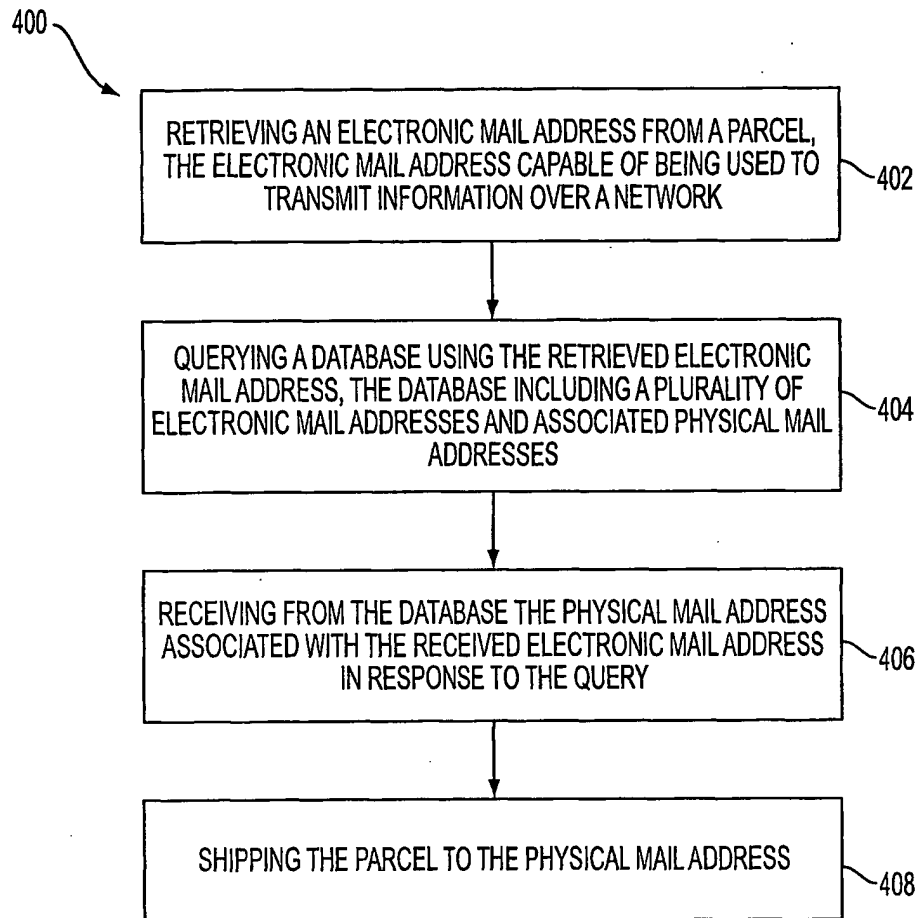 400
RETRIEVING AN ELECTRONIC MAIL ADDRESS FROM A PARCEL,
THE ELECTRONIC MAIL ADDRESS CAPABLE OF BEING USED TO
TRANSMIT INFORMATION OVER A NETWORK
402
QUERYING A DATABASE USING THE RETRIEVED ELECTRONIC
MAIL ADDRESS, THE DATABASE INCLUDING A PLURALITY OF
ELECTRONIC MAIL ADDRESSES AND ASSOCIATED PHYSICAL MAIL
ADDRESSES
404
RECEIVING FROM THE DATABASE THE PHYSICAL MAIL ADDRESS
ASSOCIATED WITH THE RECEIVED ELECTRONIC MAIL ADDRESS
IN RESPONSE TO THE QUERY
406
SHIPPING THE PARCEL TO THE PHYSICAL MAIL ADDRESS
408